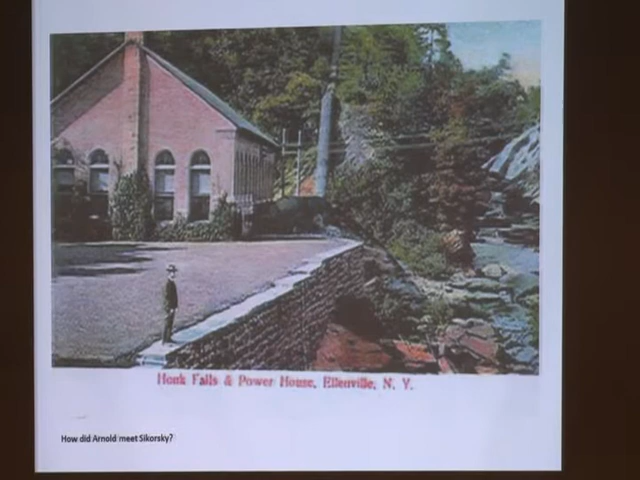 Honk Falls & Power House, Ellenville, N. Y.
How did Arnold meet Sikorsky?